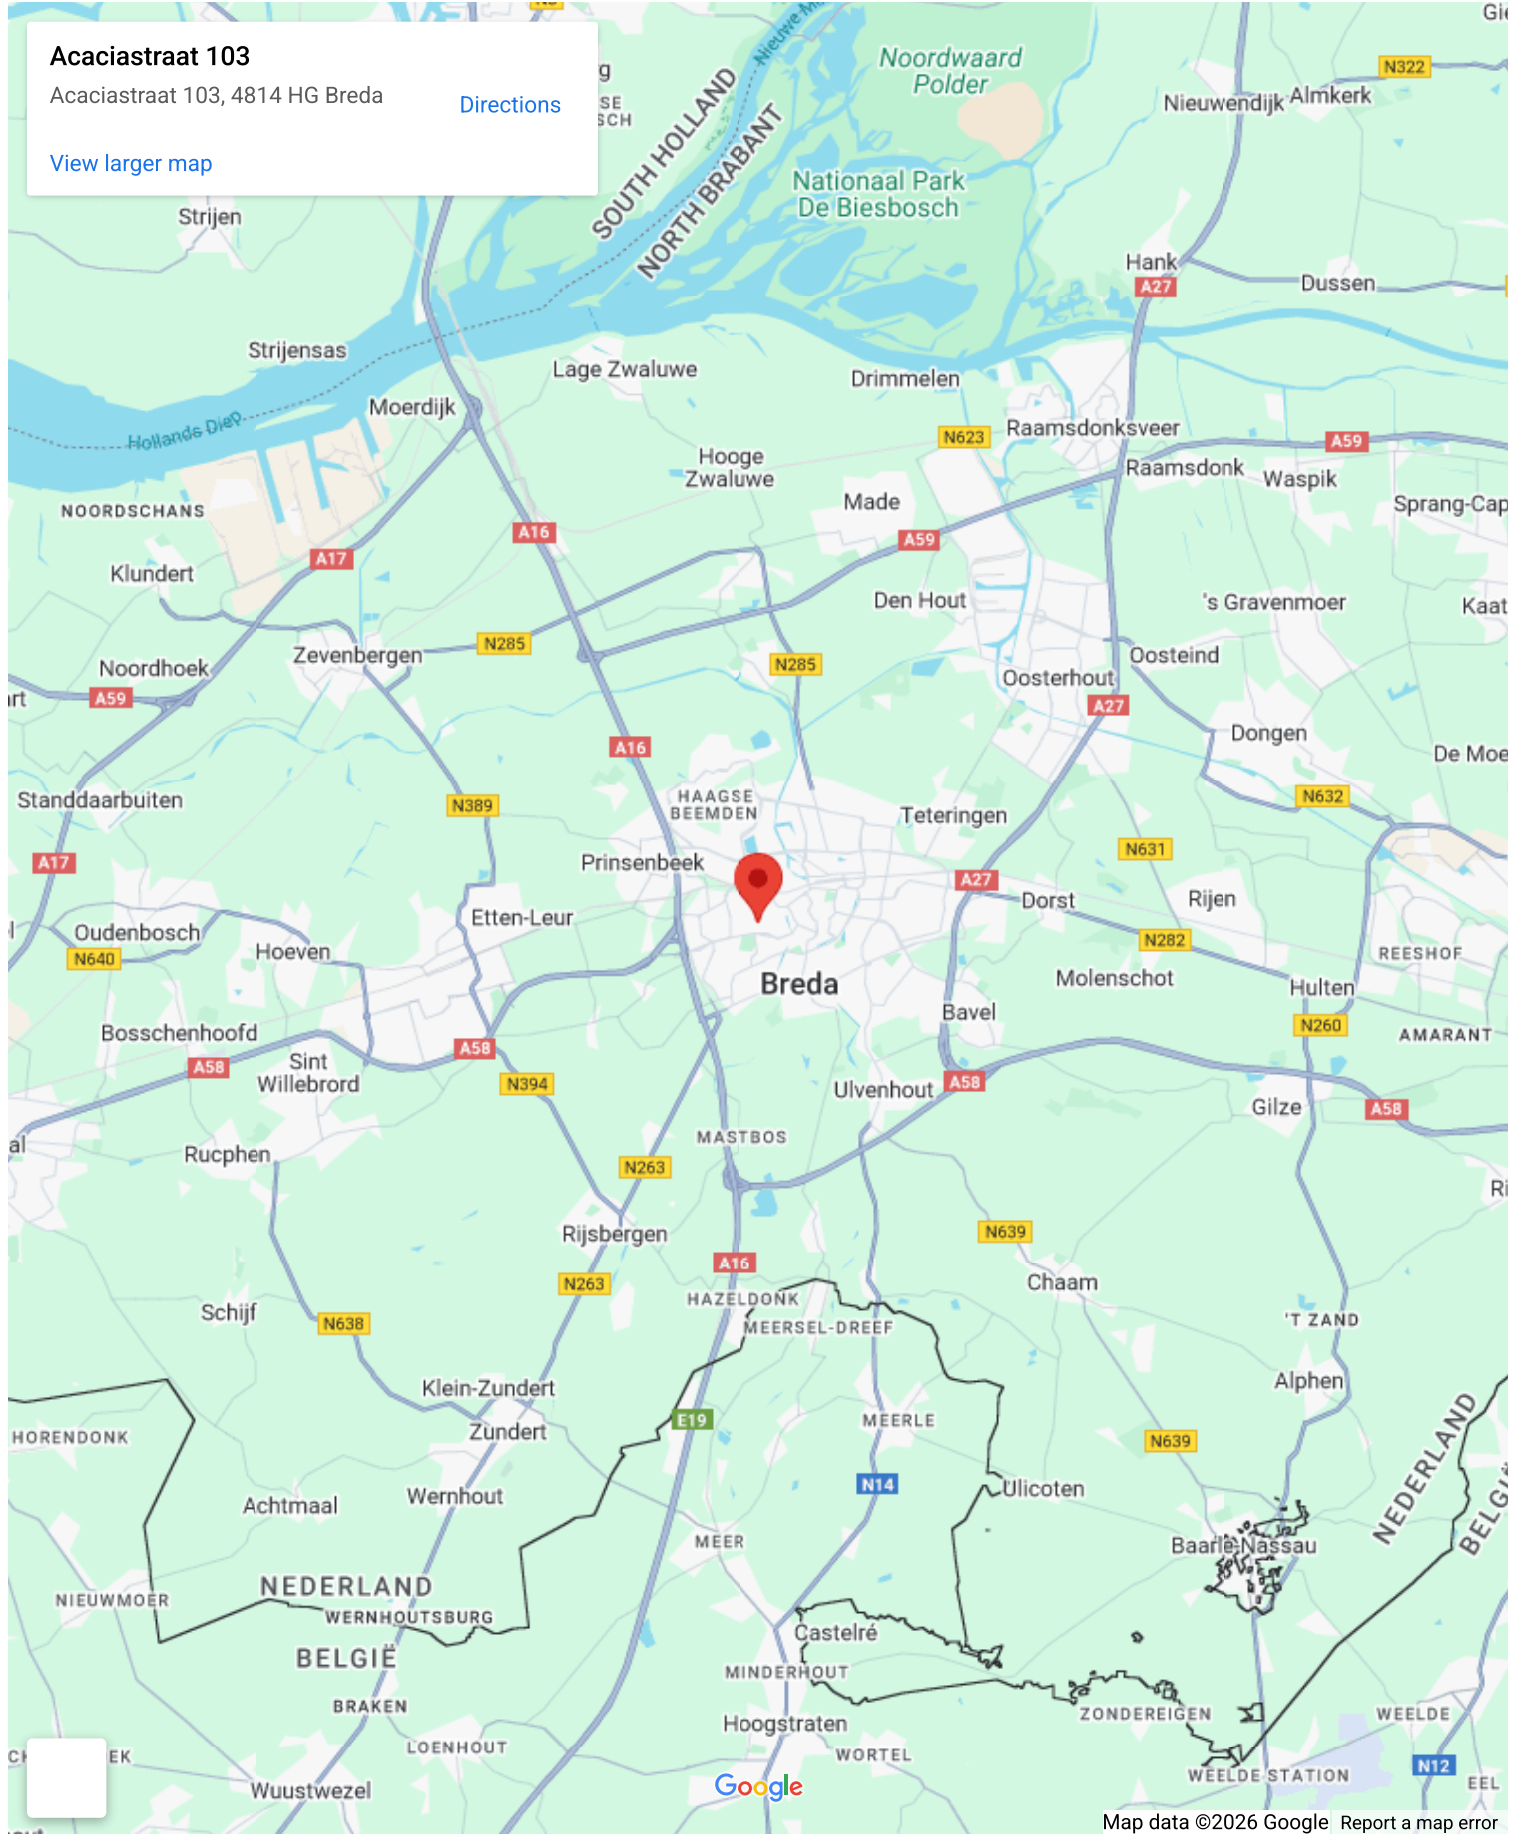 N3
Gie
Acaciastraat 103
Acaciastraat 103, 4814 HG Breda
Directions
View larger map
Nieuwe M
Noordwaard
Polder
N322
Nieuwendijk
Almkerk
SOUTH HOLLAND
NORTH BRABANT
Nationaal Park
De Biesbosch
Strijen
Hank
A27
Dussen
Strijensas
Lage Zwaluwe
Drimmelen
Moerdijk
Hollands Diep
N623
Raamsdonksveer
A59
Hooge
Zwaluwe
Raamsdonk
Waspik
Made
Sprang-Cap
NOORDSCHANS
A16
A59
A17
Klundert
Den Hout
's Gravenmoer
Kaat
N285
Zevenbergen
N285
Oosteind
Noordhoek
Oosterhout
A59
A27
Dongen
A16
De Moe
Standdaarbuiten
N389
HAAGSE
BEEMDEN
Teteringen
N632
A17
Prinsenbeek
N631
A27
Dorst
Rijen
Etten-Leur
Oudenbosch
N640
Hoeven
N282
REESHOF
Breda
Molenschot
Hulten
Bavel
N260
Bosschenhoofd
A58
AMARANT
A58
Sint
Willebrord
N394
Ulvenhout
A58
Gilze
A58
al
Rucphen
MASTBOS
N263
Ri
Rijsbergen
N639
A16
N263
Chaam
HAZELDONK
Schijf
N638
MEERSEL-DREEF
'T ZAND
Klein-Zundert
Alphen
E19
MEERLE
HORENDONK
Zundert
N639
NEDERLAND
BELGIË
N14
Ulicoten
Wernhout
Achtmaal
MEER
Baarle-Nassau
NEDERLAND
NIEUWMOER
WERNHOUTSBURG
Castelré
BELGIË
MINDERHOUT
BRAKEN
ZONDEREIGEN
WEELDE
Hoogstraten
LOENHOUT
WORTEL
EK
N12
WEELDE STATION
EEL
Wuustwezel
Google
Map data ©2026 Google
Report a map error